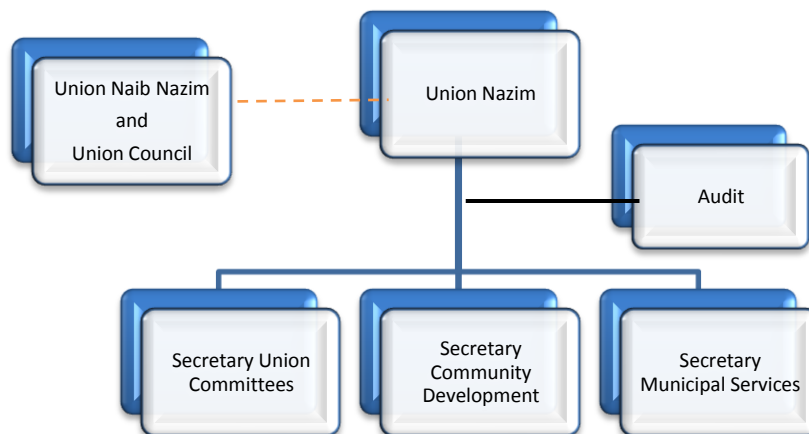 Union Naib Nazim
and
Union Council
Union Nazim
Audit
Secretary Union
Committees
Secretary
Community
Development
Secretary
Municipal Services